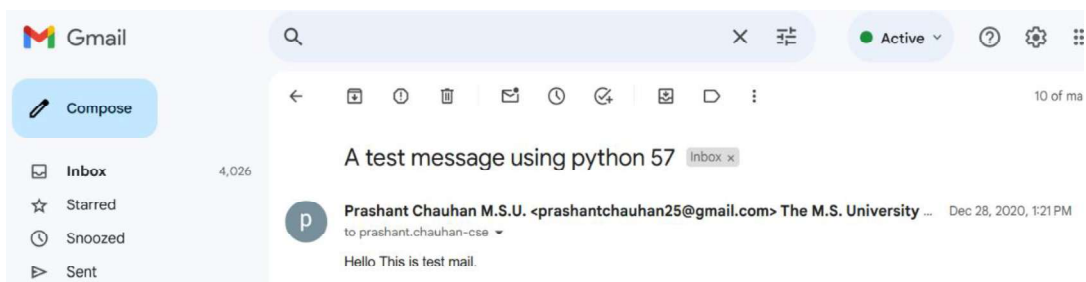 Gmail
Active
Compose
10 of ma
A test message using python 57 Inbox x
Inbox 4,026
Starred
Prashant Chauhan M.S.U. <prashantchauhan25@gmail.com> The M.S. University ... Dec 28, 2020, 1:21 PM
to prashant.chauhan-cse
Snoozed
Hello This is test mail.
Sent